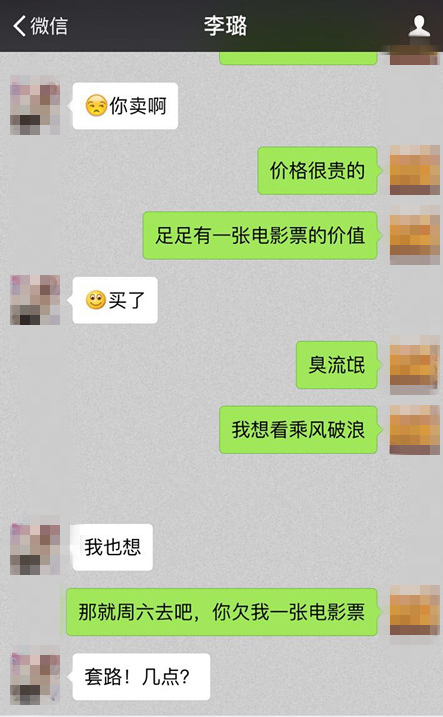 微信
李璐
你卖啊
价格很贵的
足足有一张电影票的价值
买了
臭流氓
我想看乘风破浪
我也想
那就周六去吧，你欠我一张电影票
套路！几点？